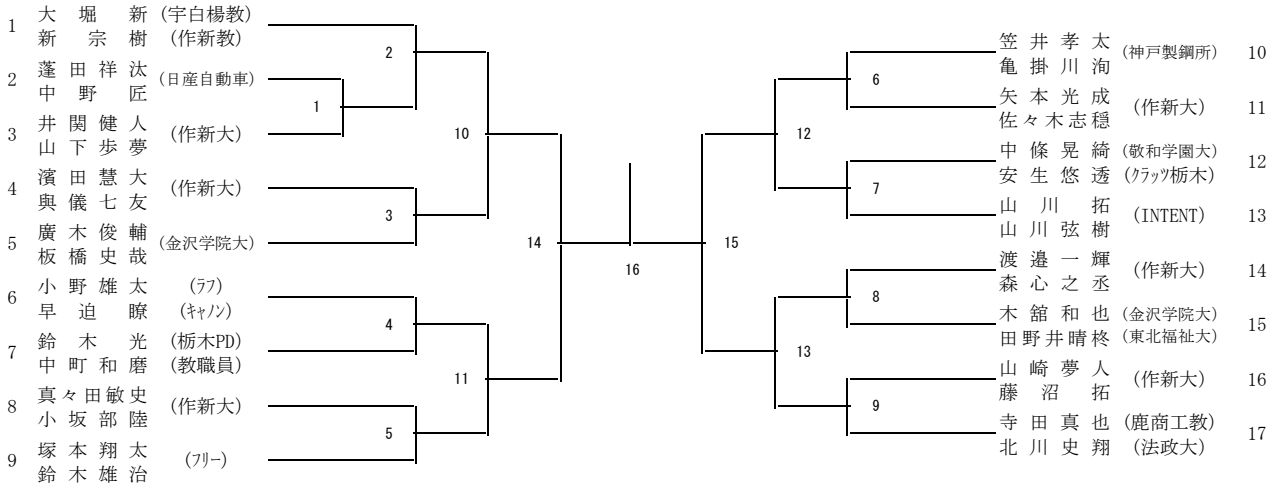 1 大堀新 (宇白楊教)
新宗樹 (作新教)
2 蓬田祥汰 (日産自動車)
中野匠
3 井関健人 (作新大)
山下歩夢
4 濱田慧大 (作新大)
與儀七友
5 廣木俊輔 (金沢学院大)
板橋史哉
6 小野雄太 (ﾗﾌ)
早迫瞭 (ｷｬﾉﾝ)
7 鈴木光 (栃木PD)
中町和磨 (教職員)
8 真々田敏史 (作新大)
小坂部陸
9 塚本翔太 (ﾌﾘｰ)
鈴木雄治
1
2
3
4
5
10
11
14
16
15
12
13
6
7
8
9
笠井孝太 (神戸製鋼所) 10
亀掛川洵
矢本光成 (作新大) 11
佐々木志穏
中條晃綺 (敬和学園大) 12
安生悠透 (ｸﾗｯﾂ栃木)
山川拓 (INTENT) 13
山川弦樹
渡邉一輝 (作新大) 14
森心之丞
木舘和也 (金沢学院大) 15
田野井晴柊 (東北福祉大)
山崎夢人 (作新大) 16
藤沼拓
寺田真也 (鹿商工教) 17
北川史翔 (法政大)